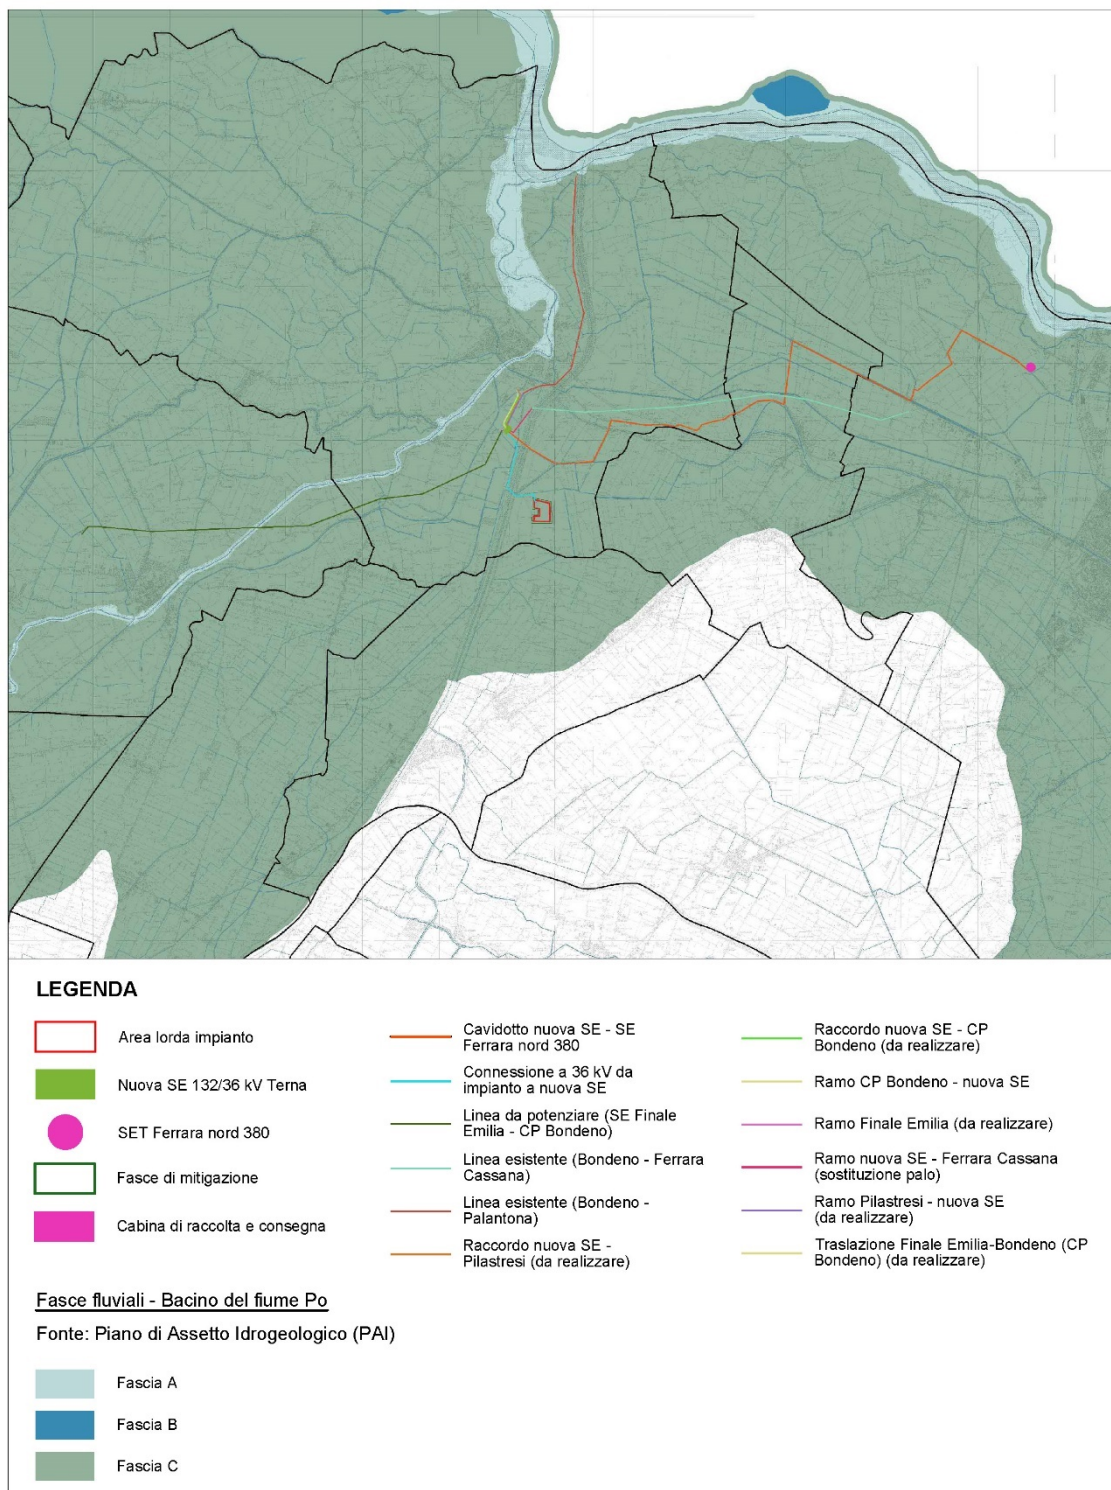 LEGENDA
Area lorda impianto
Nuova SE 132/36 kV Terna
SET Ferrara nord 380
Fasce di mitigazione
Cabina di raccolta e consegna
Cavidotto nuova SE - SE
Ferrara nord 380
Connessione a 36 kV da
impianto a nuova SE
Linea da potenziare (SE Finale
Emilia - CP Bondeno)
Linea esistente (Bondeno - Ferrara
Cassana)
Linea esistente (Bondeno -
Palantona)
Raccordo nuova SE -
Pilastresi (da realizzare)
Raccordo nuova SE - CP
Bondeno (da realizzare)
Ramo CP Bondeno - nuova SE
Ramo Finale Emilia (da realizzare)
Ramo nuova SE - Ferrara Cassana
(sostituzione palo)
Ramo Pilastresi - nuova SE
(da realizzare)
Traslazione Finale Emilia-Bondeno (CP
Bondeno) (da realizzare)
Fasce fluviali - Bacino del fiume Po
Fonte: Piano di Assetto Idrogeologico (PAI)
Fascia A
Fascia B
Fascia C